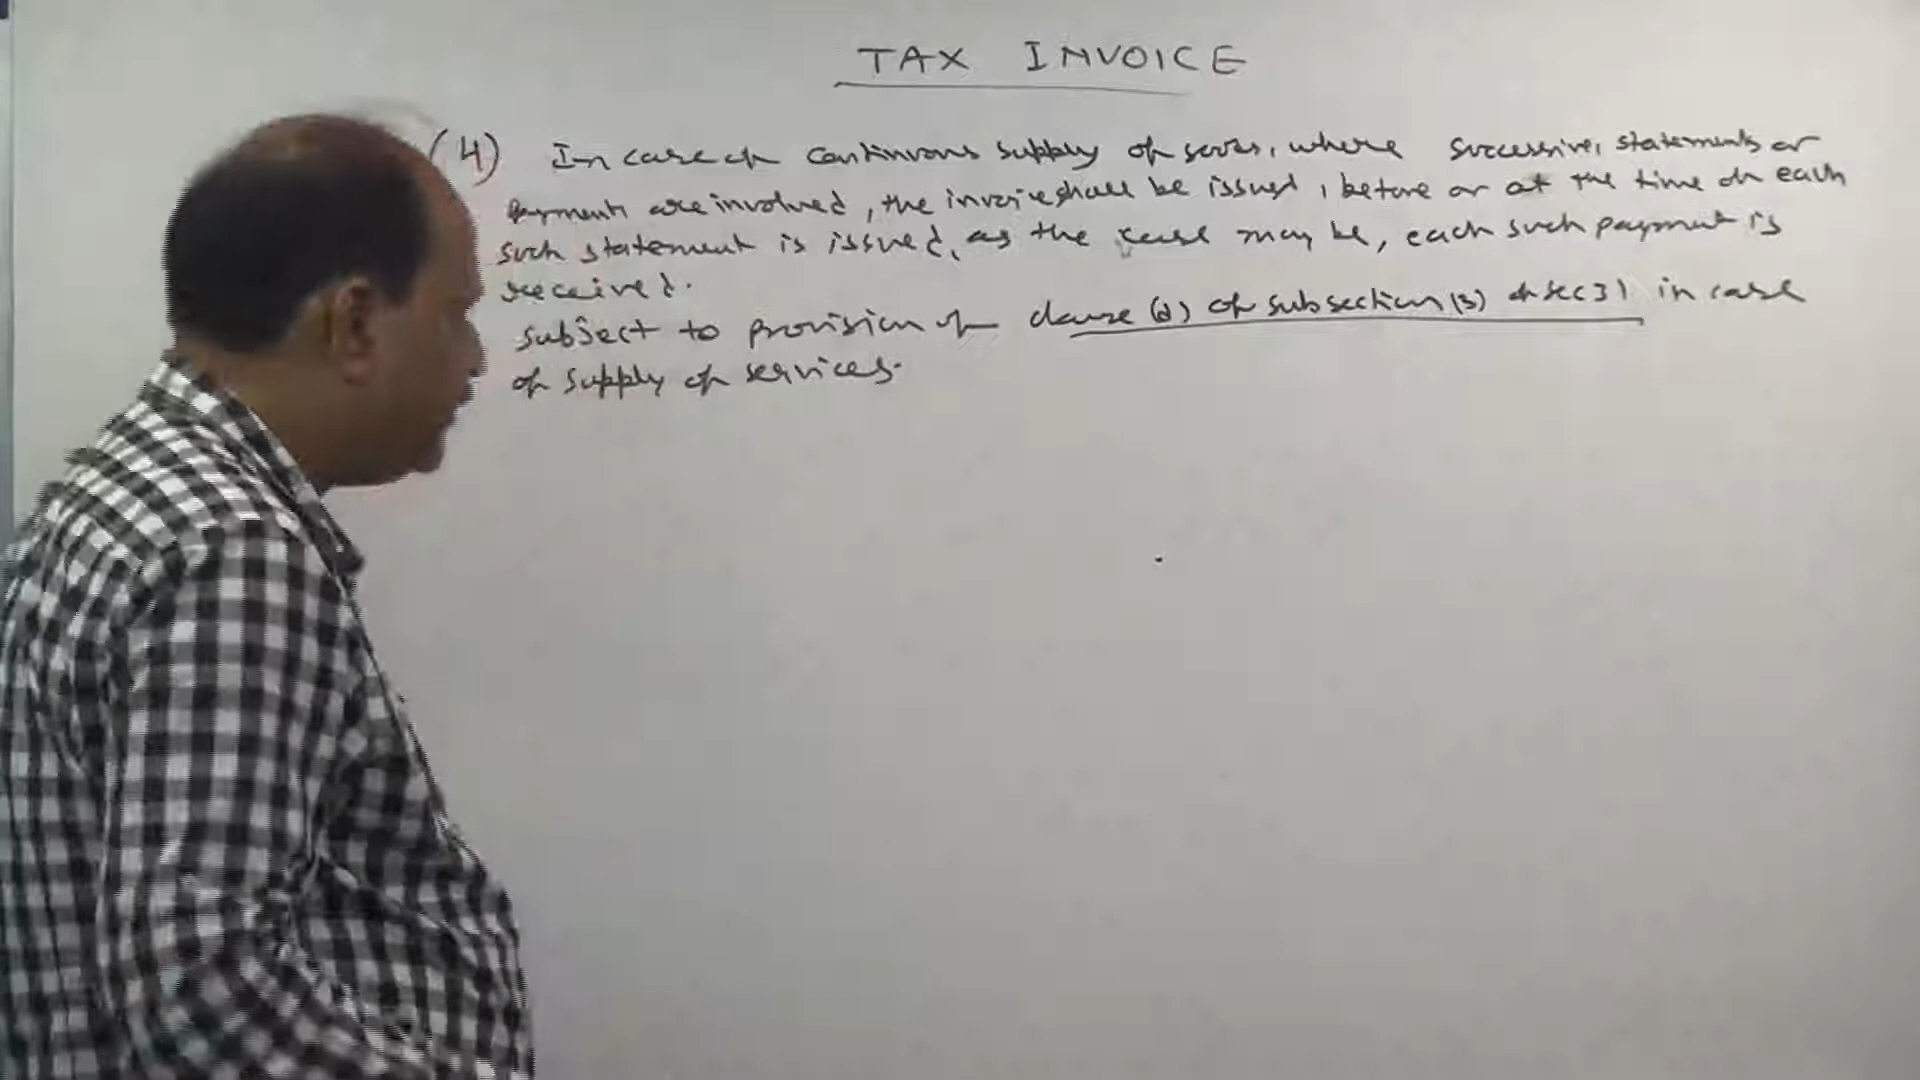 TAX INVOICE
(4) In case of continuous supply of goods, where successive, statements or
payments are involved, the invoice shall be issued, before or at the time of each
such statement is issued, as the case may be, each such payment is
received.
subject to provision of clause (d) of subsection (3) of sec 31 in case
of supply of services.